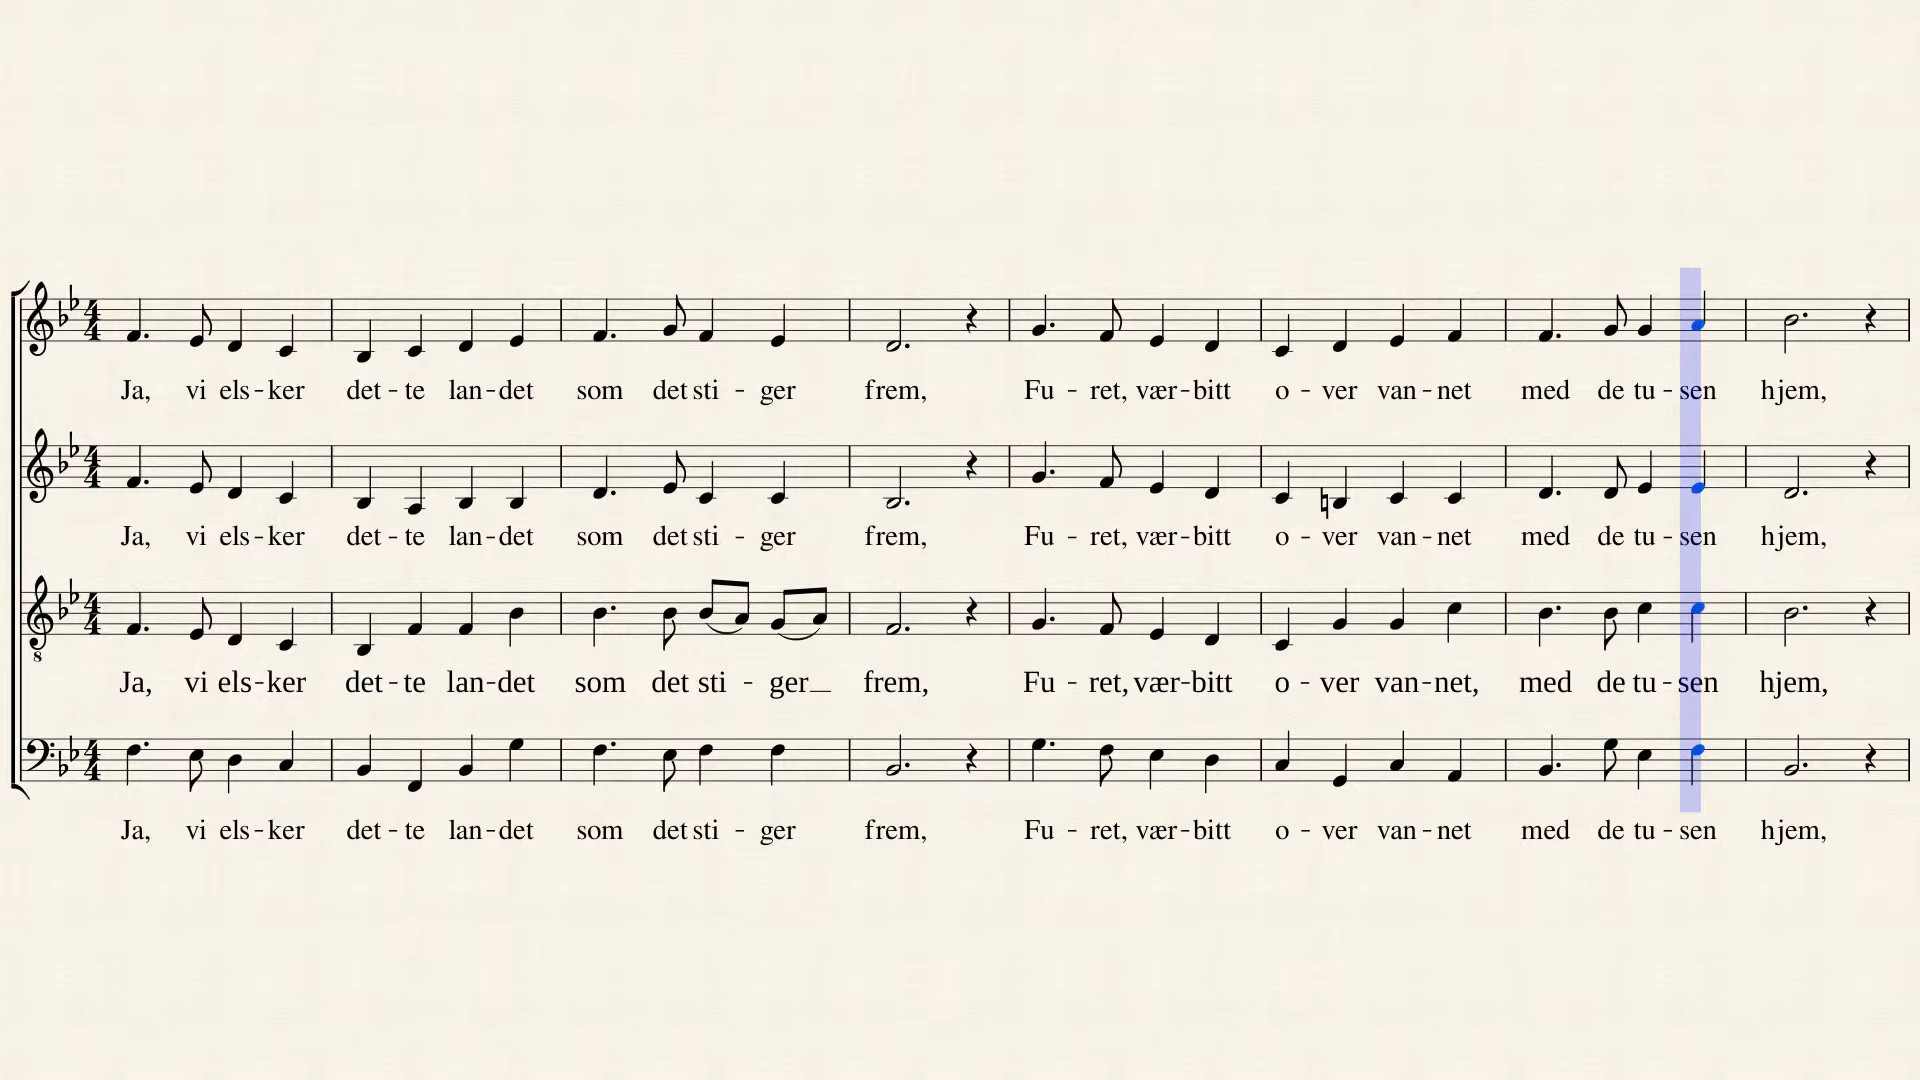 Ja, vi els-ker det-te lan-det som det sti-ger frem, Fu-ret, vær-bitt o-ver van-net med de tu-sen hjem,
Ja, vi els-ker det-te lan-det som det sti-ger frem, Fu-ret, vær-bitt o-ver van-net med de tu-sen hjem,
Ja, vi els-ker det-te lan-det som det sti-ger_ frem, Fu-ret, vær-bitt o-ver van-net, med de tu-sen hjem,
Ja, vi els-ker det-te lan-det som det sti-ger frem, Fu-ret, vær-bitt o-ver van-net med de tu-sen hjem,